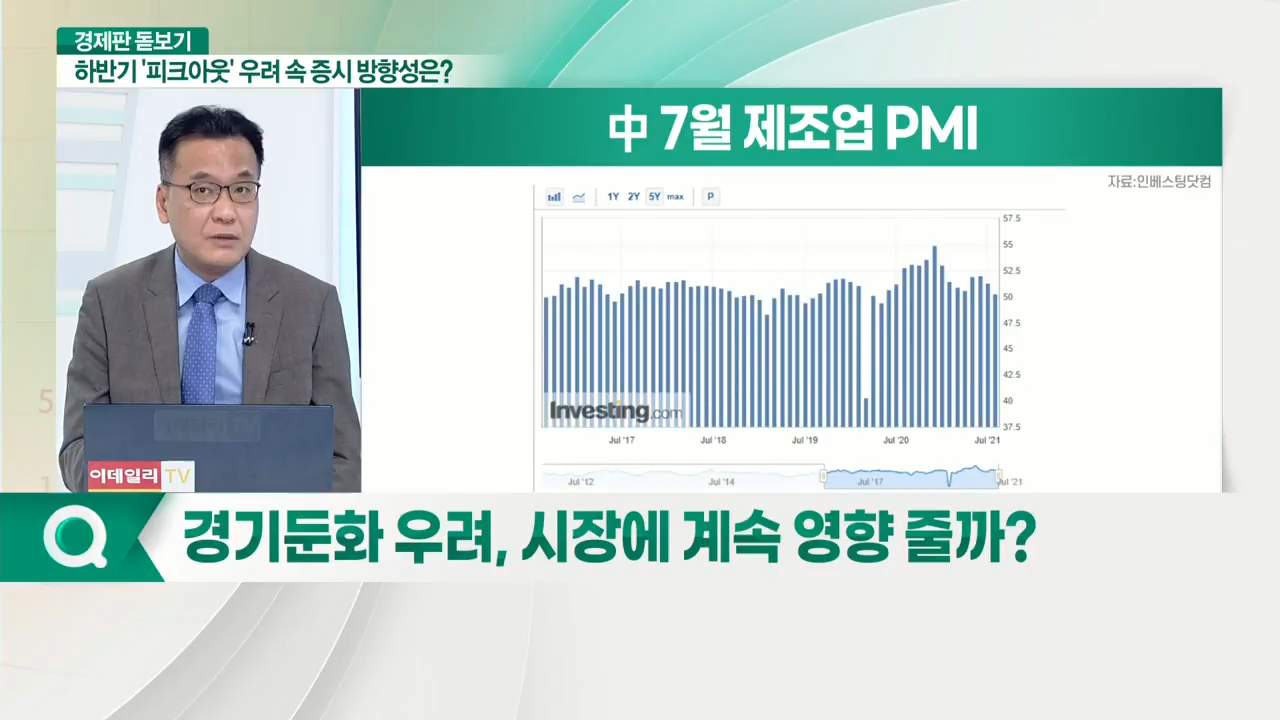 경제판 돋보기
하반기 '피크아웃' 우려 속 증시 방향성은?
中 7월 제조업 PMI
자료:인베스팅닷컴
1Y 2Y 5Y max P
57.5
55
52.5
50
47.5
45
42.5
40
37.5
Investing.com
Jul '17 Jul '18 Jul '19 Jul '20 Jul '21
Jul '12 Jul '14 Jul '17 Jul '21
이데일리 TV
5
1
Q 경기둔화 우려, 시장에 계속 영향 줄까?